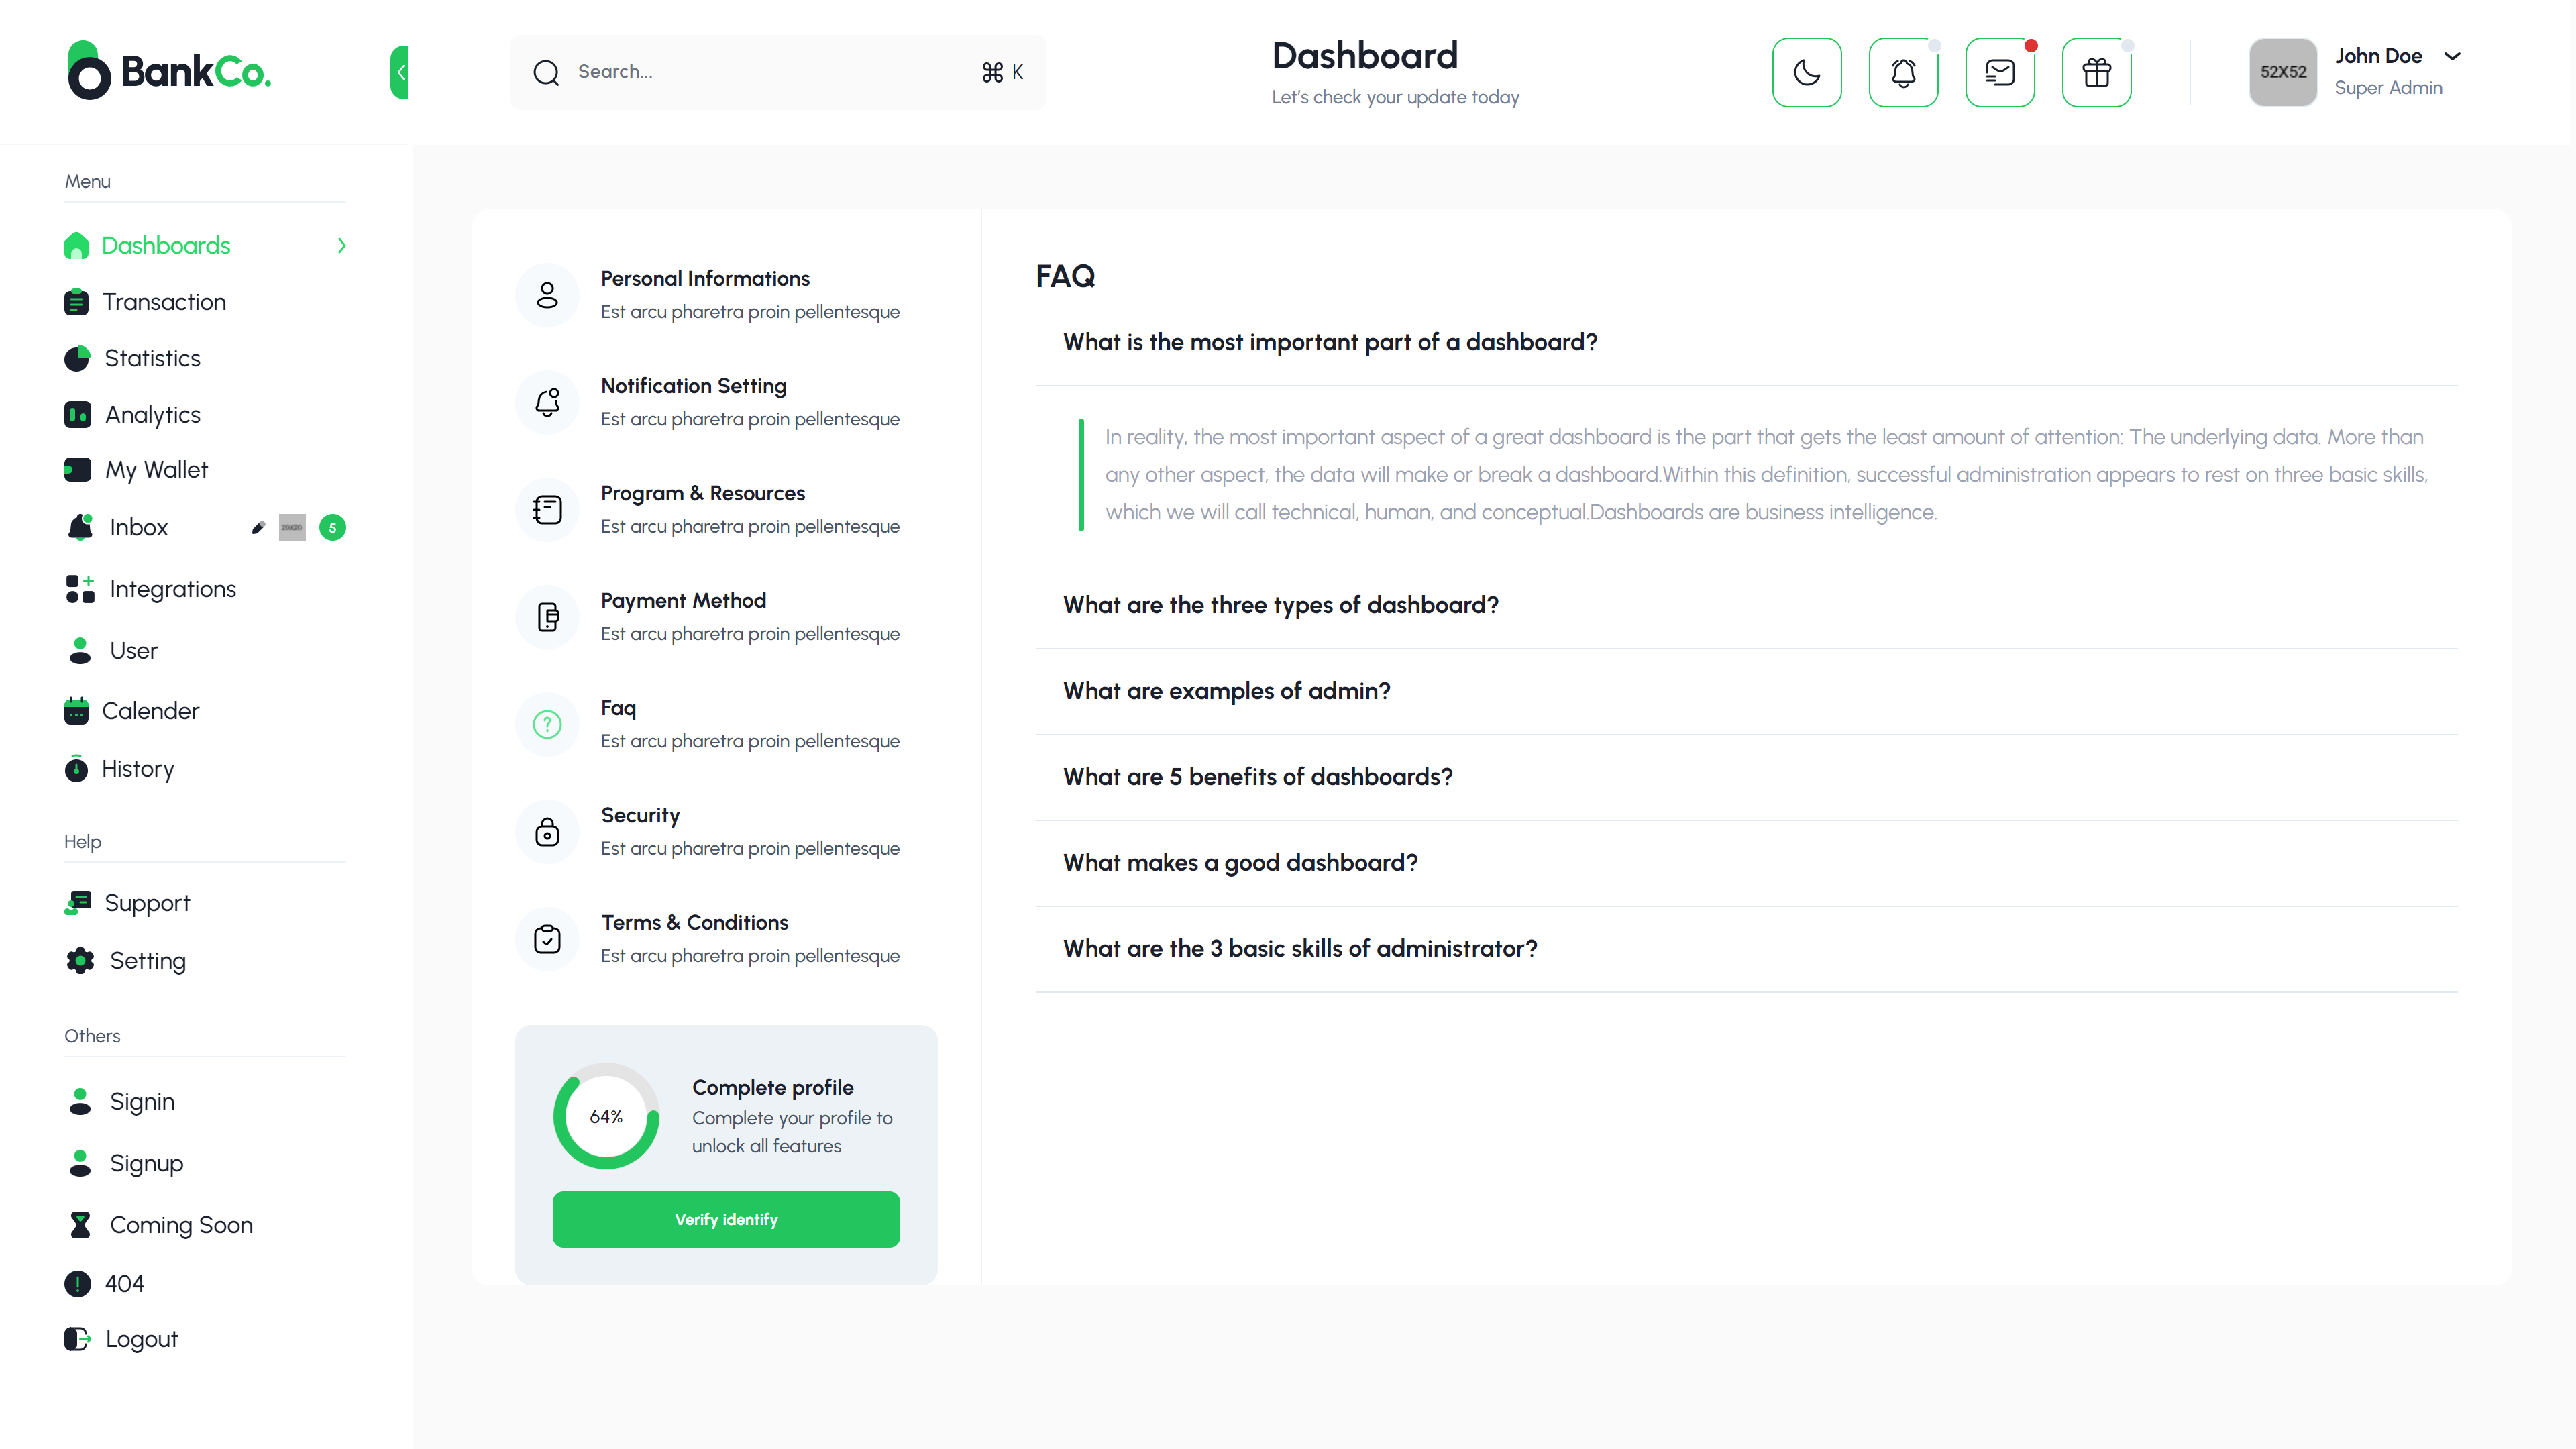 BankCo.
Search...
⌘ K
Dashboard
Let's check your update today
52X52
John Doe
Super Admin
Menu
Dashboards
Transaction
Statistics
Analytics
My Wallet
Inbox
20X20
5
Integrations
User
Calender
History
Help
Support
Setting
Others
Signin
Signup
Coming Soon
404
Logout
Personal Informations
Est arcu pharetra proin pellentesque
Notification Setting
Est arcu pharetra proin pellentesque
Program & Resources
Est arcu pharetra proin pellentesque
Payment Method
Est arcu pharetra proin pellentesque
Faq
Est arcu pharetra proin pellentesque
Security
Est arcu pharetra proin pellentesque
Terms & Conditions
Est arcu pharetra proin pellentesque
64%
Complete profile
Complete your profile to
unlock all features
Verify identify
FAQ
What is the most important part of a dashboard?
In reality, the most important aspect of a great dashboard is the part that gets the least amount of attention: The underlying data. More than
any other aspect, the data will make or break a dashboard.Within this definition, successful administration appears to rest on three basic skills,
which we will call technical, human, and conceptual.Dashboards are business intelligence.
What are the three types of dashboard?
What are examples of admin?
What are 5 benefits of dashboards?
What makes a good dashboard?
What are the 3 basic skills of administrator?